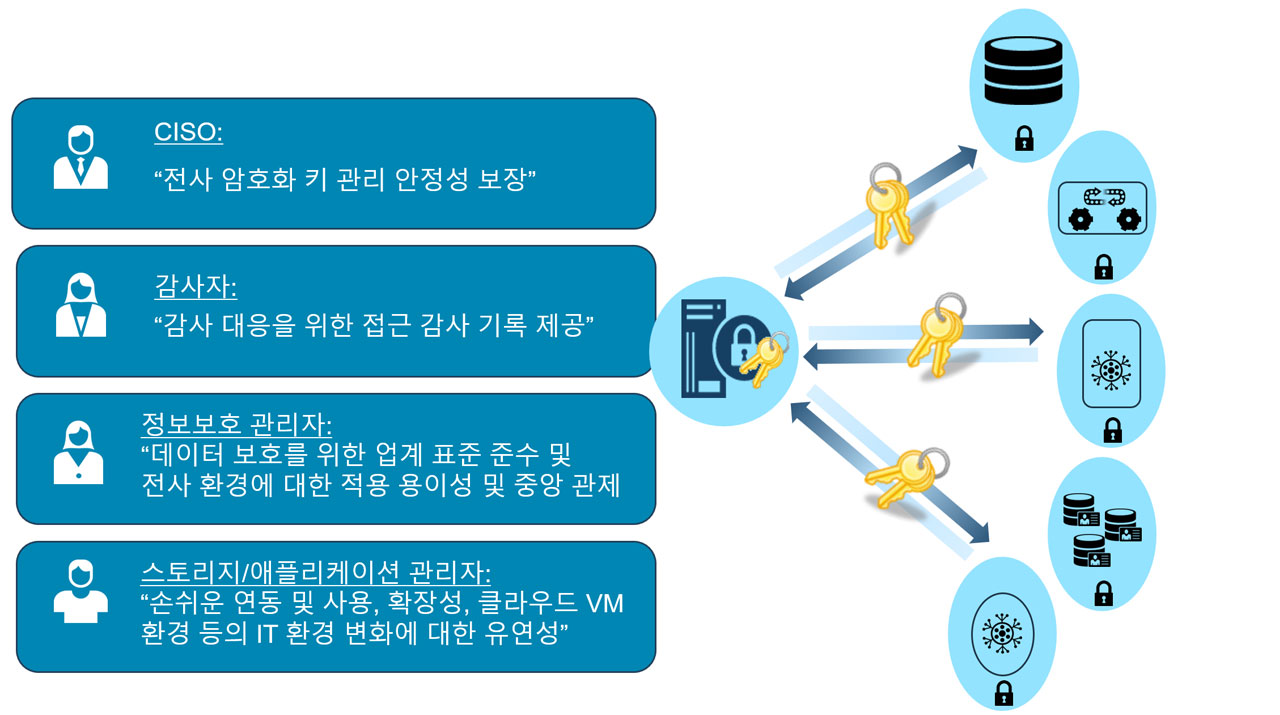 CISO:
“전사 암호화 키 관리 안정성 보장”
감사자:
“감사 대응을 위한 접근 감사 기록 제공”
정보보호 관리자:
“데이터 보호를 위한 업계 표준 준수 및
전사 환경에 대한 적용 용이성 및 중앙 관제
스토리지/애플리케이션 관리자:
“손쉬운 연동 및 사용, 확장성, 클라우드 VM
환경 등의 IT 환경 변화에 대한 유연성”